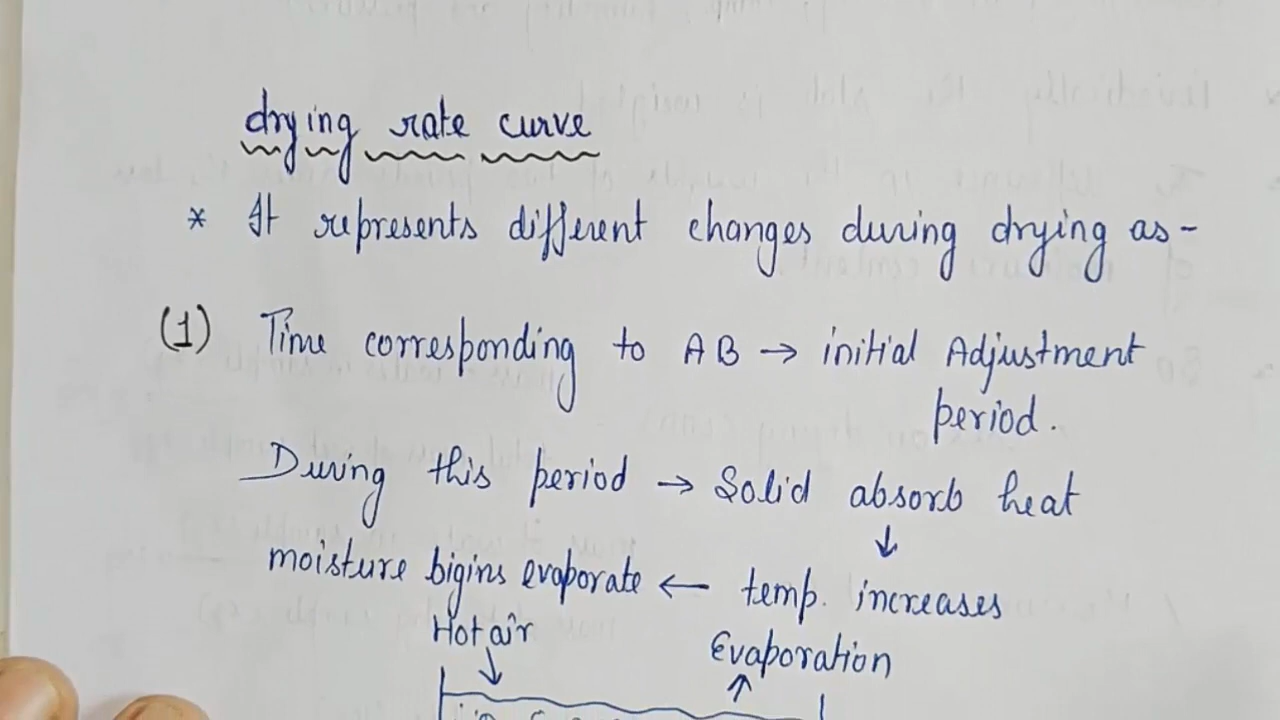 drying rate curve
* It represents different changes during drying as-
(1) Time corresponding to AB → initial Adjustment
period.
During this period → Solid absorb heat
↓
moisture bigins evaporate ← temp. increases
Hot air
Evaporation